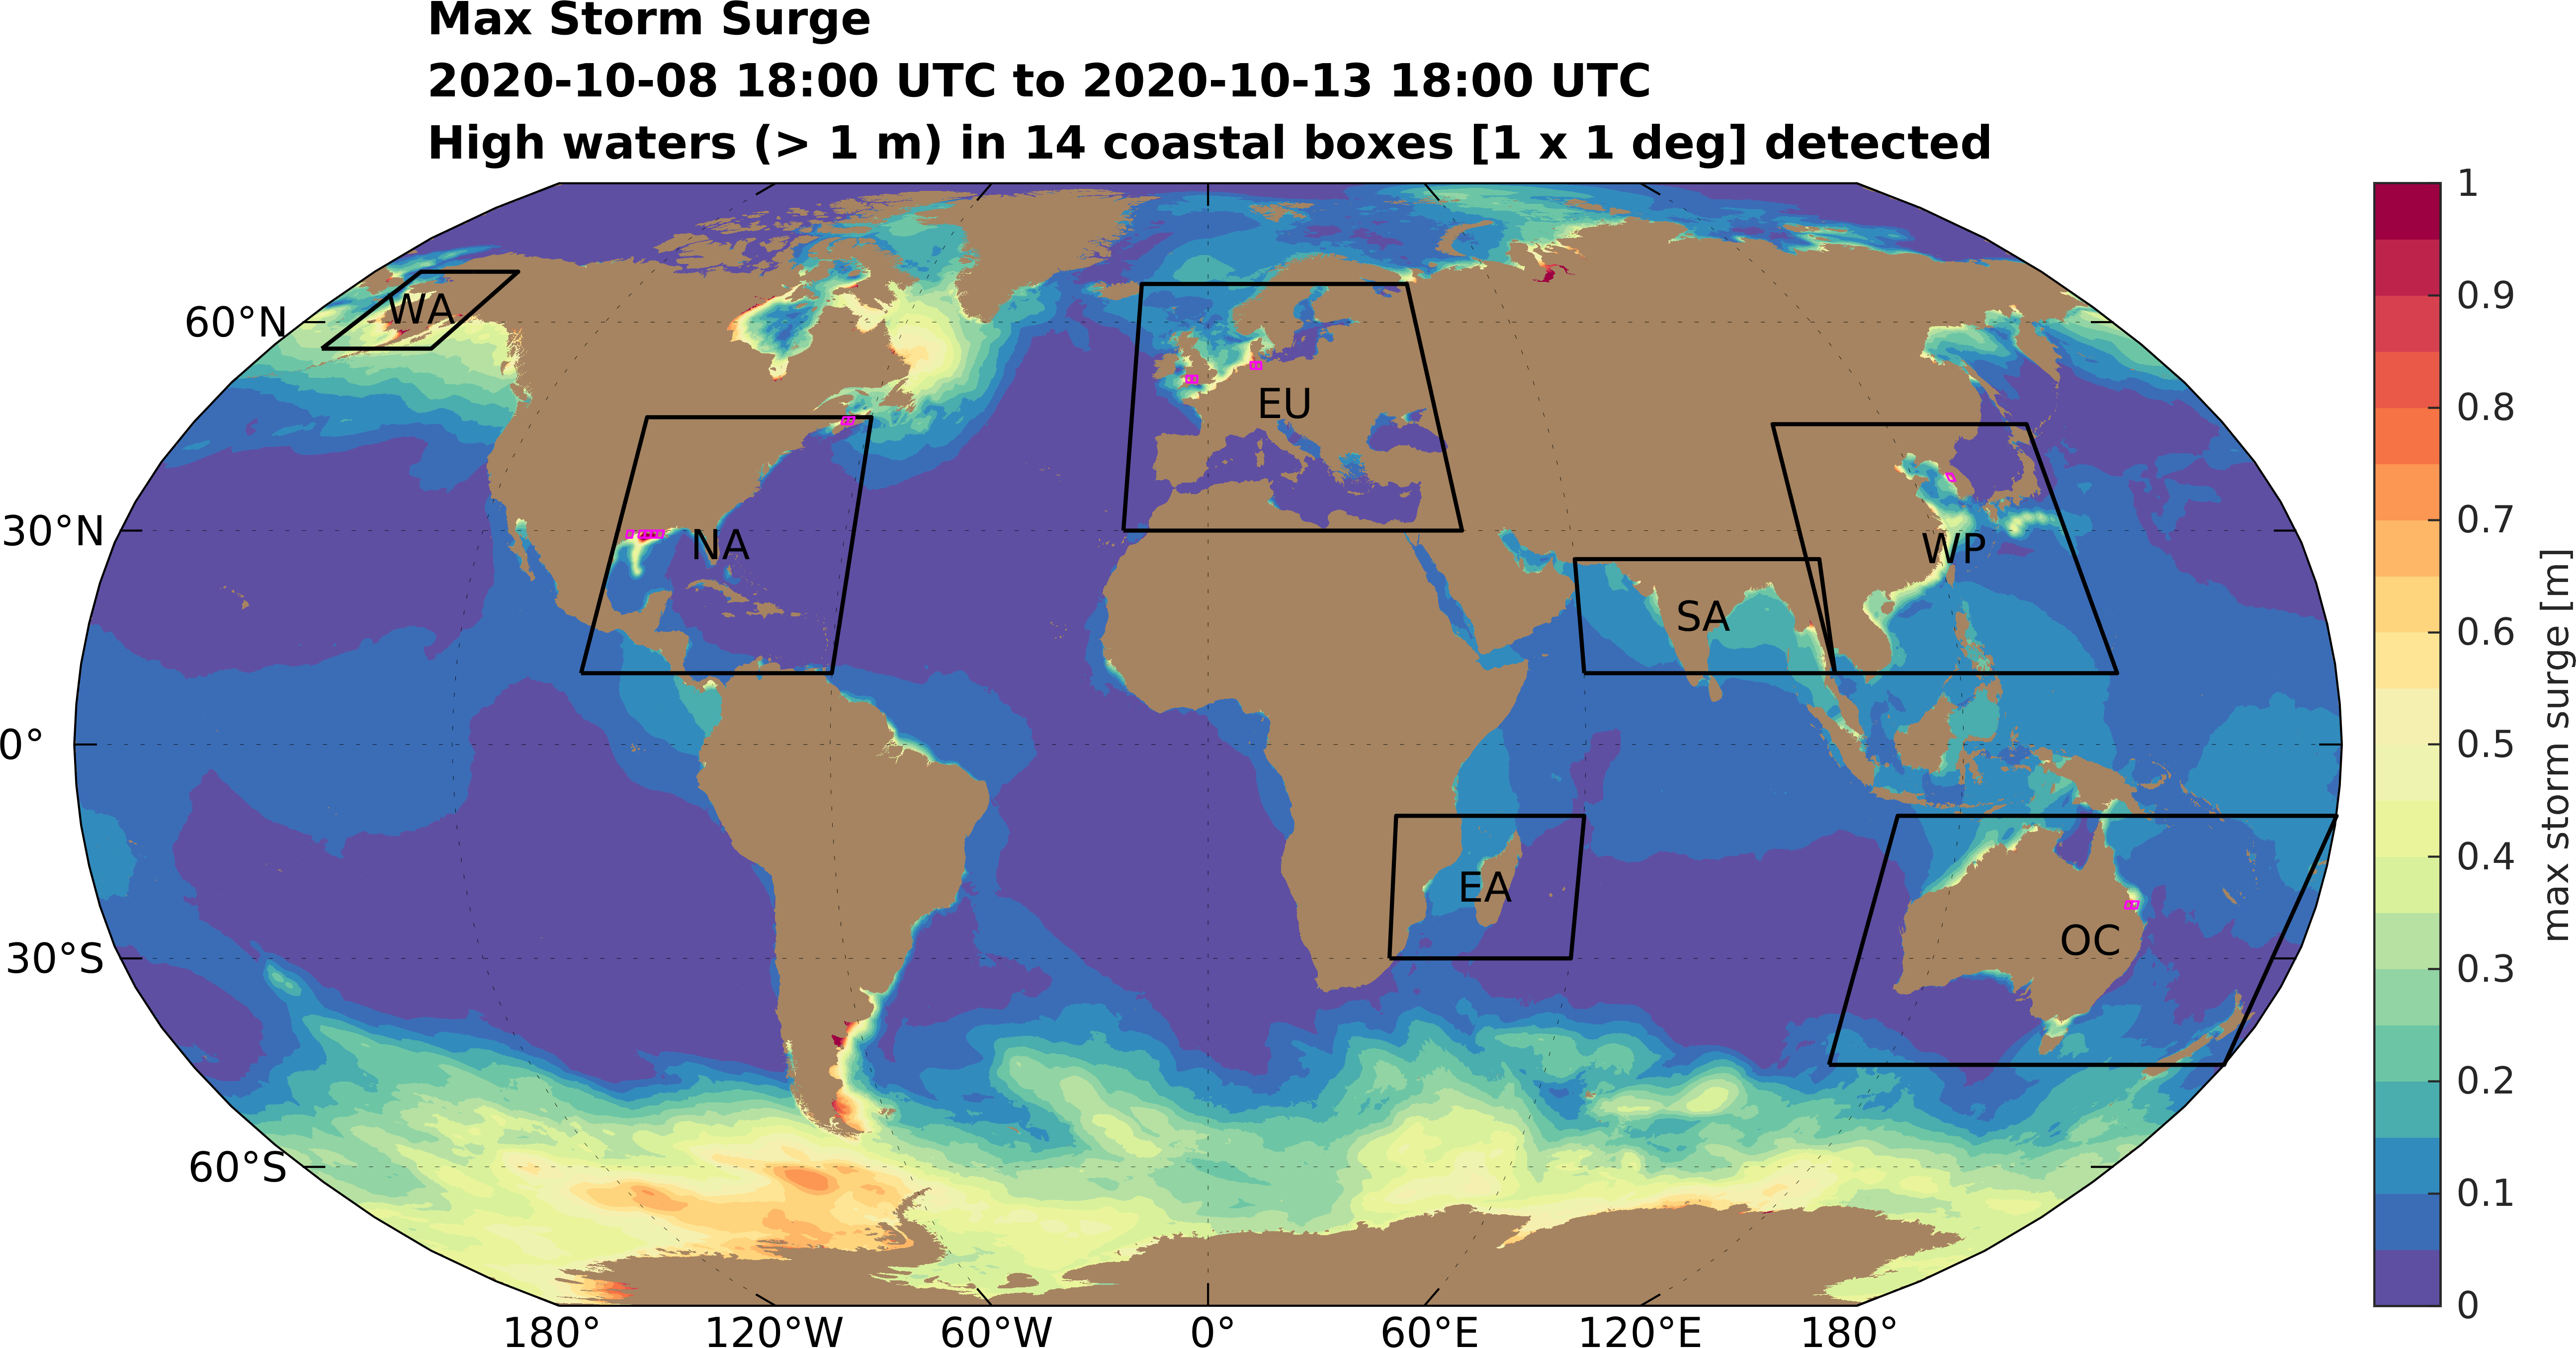 Max Storm Surge
2020-10-08 18:00 UTC to 2020-10-13 18:00 UTC
High waters (> 1 m) in 14 coastal boxes [1 x 1 deg] detected
60°N
30°N
0°
30°S
60°S
180°
120°W
60°W
0°
60°E
120°E
180°
WA
NA
EU
SA
WP
EA
OC
1
0.9
0.8
0.7
0.6
0.5
0.4
0.3
0.2
0.1
0
max storm surge [m]